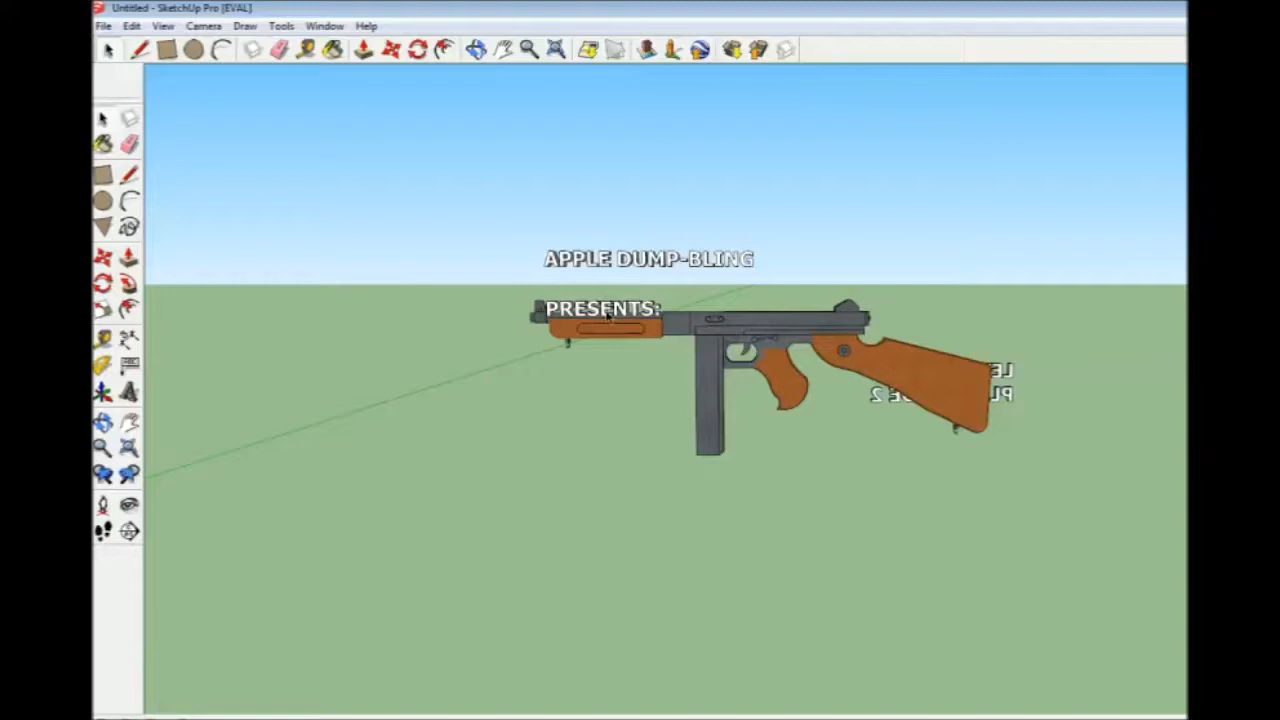 Untitled - SketchUp Pro [EVAL]
File Edit View Camera Draw Tools Window Help
APPLE DUMP-BLING
PRESENTS: